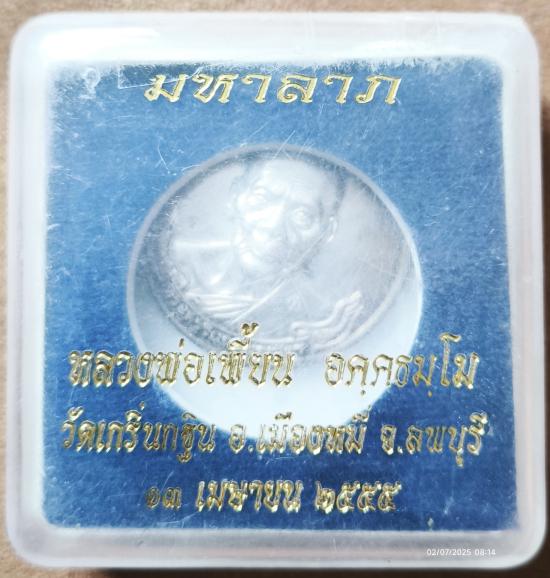 มหาลาภ
หลวงพ่อเพี้ยน อคฺคธมฺโม
วัดเกริ่นกฐิน อ.เมืองหมี่ จ.ลพบุรี
๑๓ เมษายน ๒๕๕๕
02/07/2025 08:14